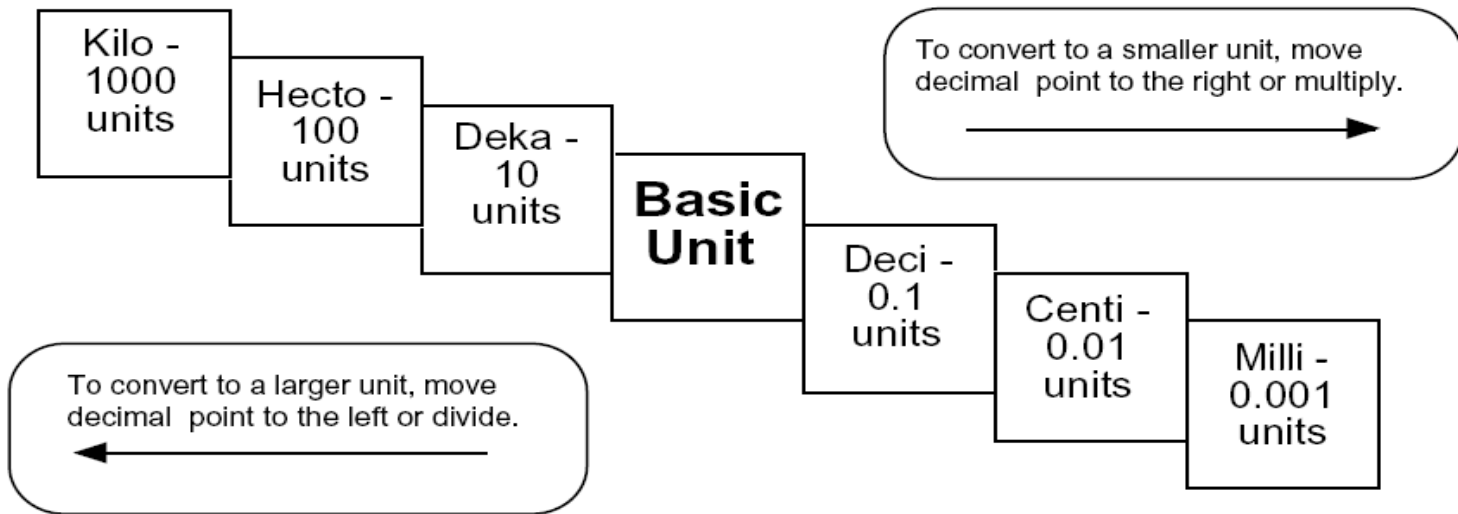 Kilo -
1000
units
Hecto -
100
units
Deka -
10
units
Basic
Unit
Deci -
0.1
units
Centi -
0.01
units
Milli -
0.001
units
To convert to a smaller unit, move
decimal point to the right or multiply.
To convert to a larger unit, move
decimal point to the left or divide.